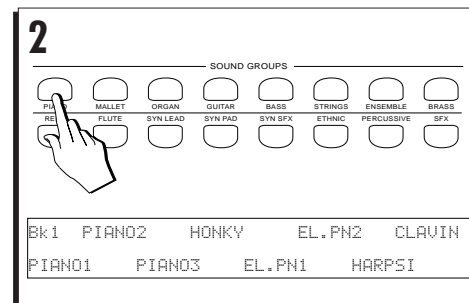 2
SOUND GROUPS
MALLET ORGAN GUITAR BASS STRINGS ENSEMBLE BRASS
FLUTE SYN LEAD SYN PAD SYN SFX ETHNIC PERCUSSIVE SFX
Bk1 PIANO2 HONKY EL.PN2 CLAVIN
PIANO1 PIANO3 EL.PN1 HARPSI